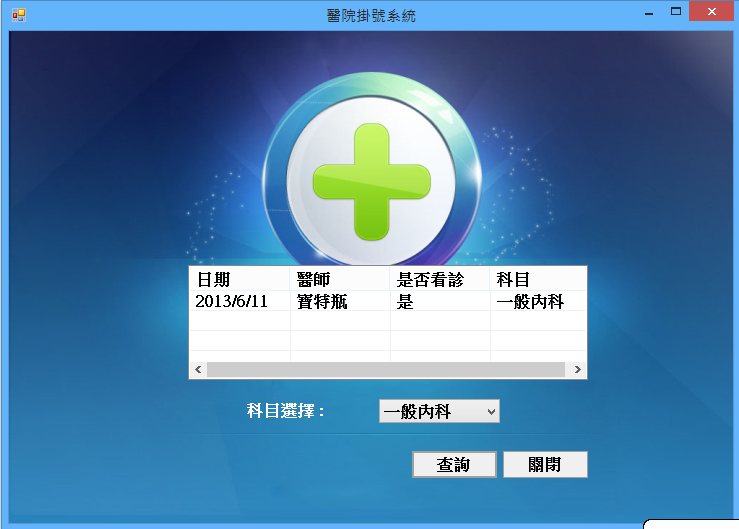 醫院掛號系統
日期 醫師 是否看診 科目
2013/6/11 寶特瓶 是 一般內科
科目選擇： 一般內科
查詢 關閉